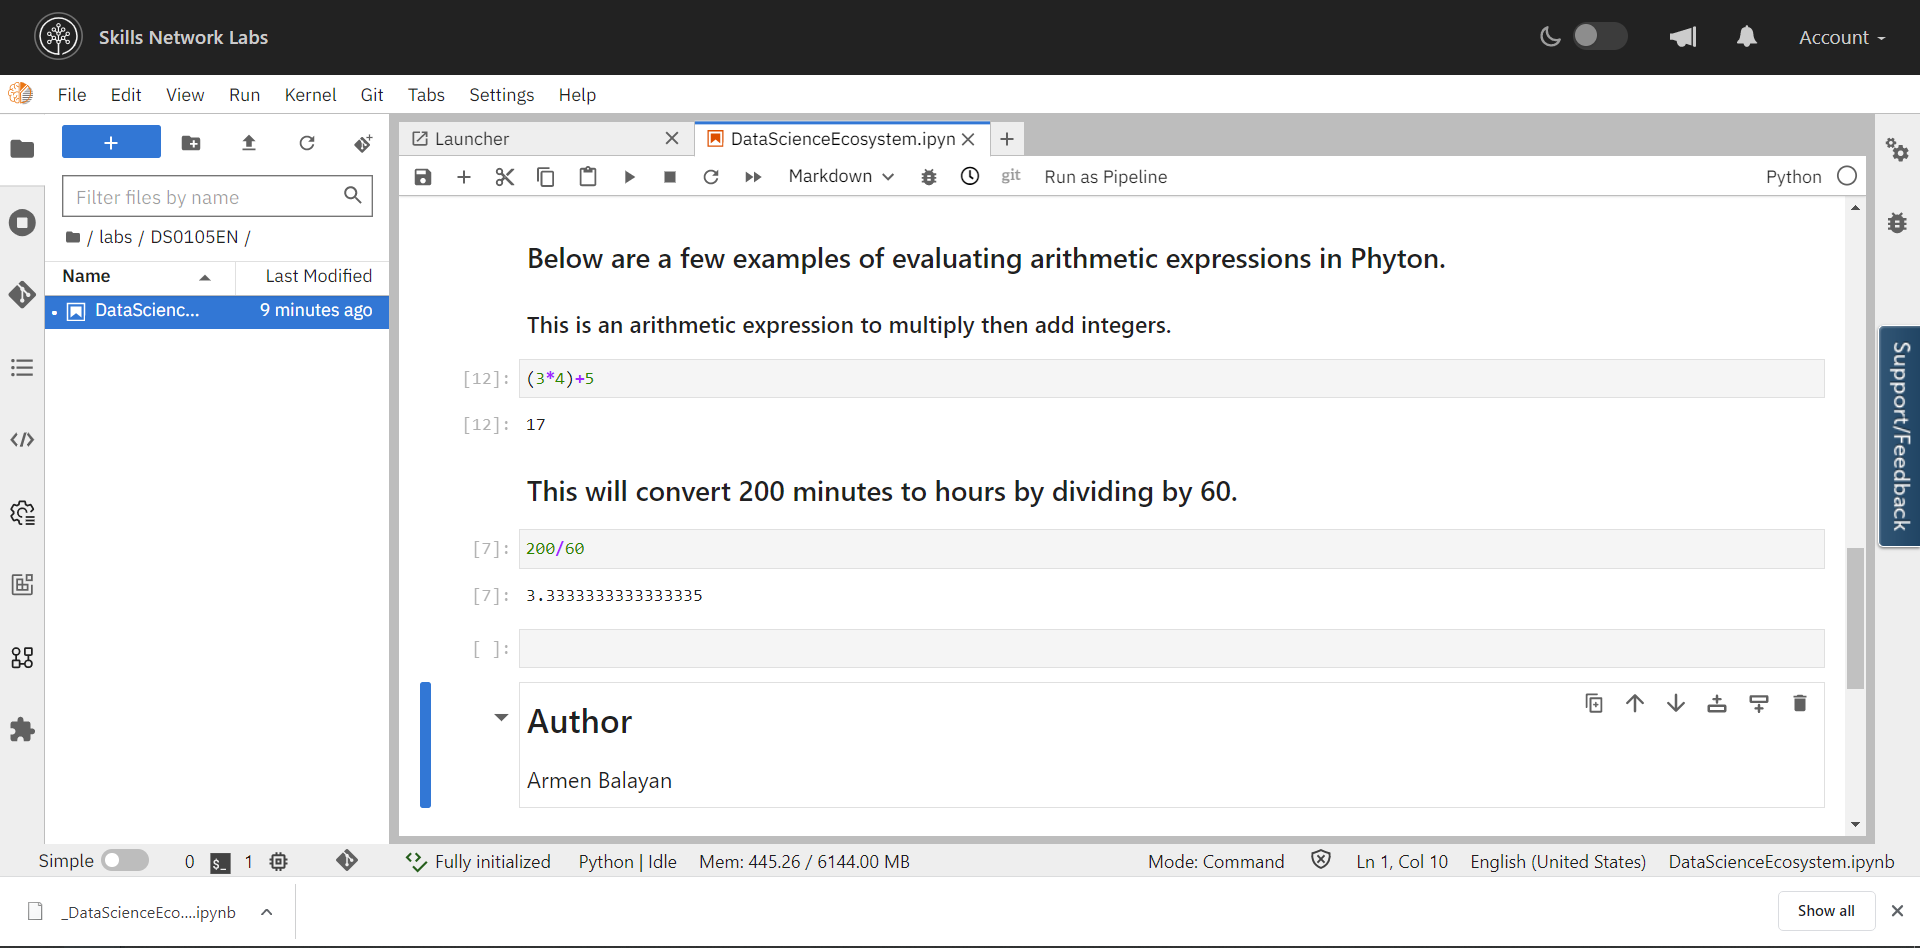 Skills Network Labs
Account
File Edit View Run Kernel Git Tabs Settings Help
Launcher
DataScienceEcosystem.ipyn
Filter files by name
Markdown
git
Run as Pipeline
Python
/ labs / DS0105EN /
Name
Last Modified
DataScienc...
9 minutes ago
Below are a few examples of evaluating arithmetic expressions in Phyton.
This is an arithmetic expression to multiply then add integers.
[12]: (3*4)+5
[12]: 17
This will convert 200 minutes to hours by dividing by 60.
[7]: 200/60
[7]: 3.3333333333333335
[ ]:
Author
Armen Balayan
Support/Feedback
Simple 0 $_ 1 Fully initialized Python | Idle Mem: 445.26 / 6144.00 MB Mode: Command Ln 1, Col 10 English (United States) DataScienceEcosystem.ipynb
_DataScienceEco....ipynb
Show all